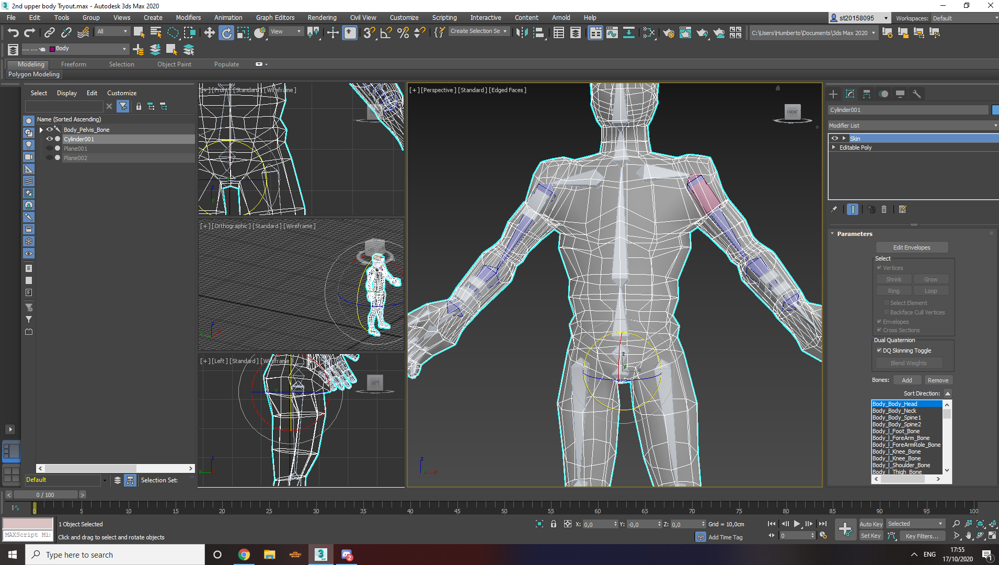 2nd upper body Tryout.max - Autodesk 3ds Max 2020
File Edit Tools Group Views Create Modifiers Animation Graph Editors Rendering Civil View Customize Scripting Interactive Content Arnold Help
st20158095 Workspaces: Default
All View Create Selection Se C:\Users\Humberto\Documents\3ds Max 2020
Body
Modeling Freeform Selection Object Paint Populate
Polygon Modeling
Select Display Edit Customize
Name (Sorted Ascending)
Body_Pelvis_Bone
Cylinder001
Plane001
Plane002
[+] [Front] [Standard] [Wireframe]
[+] [Orthographic] [Standard] [Wireframe]
[+] [Left] [Standard] [Wireframe]
LEFT
[+] [Perspective] [Standard] [Edged Faces]
FRONT
Cylinder001
Modifier List
Skin
Editable Poly
Parameters
Edit Envelopes
Select
Vertices
Shrink Grow
Ring Loop
Select Element
Backface Cull Vertices
Envelopes
Cross Sections
Dual Quaternion
DQ Skinning Toggle
Blend Weights
Bones: Add Remove
Sort Direction:
Body_Body_Head
Body_Body_Neck
Body_Body_Spine1
Body_Body_Spine2
Body_l_Foot_Bone
Body_l_ForeArm_Bone
Body_l_ForeArmRole_Bone
Body_l_Knee_Bone
Body_l_Knee_Bone
Body_l_Shoulder_Bone
Body_l_Thigh_Bone
Default Selection Set:
0 / 100
0 5 10 15 20 25 30 35 40 45 50 55 60 65 70 75 80 85 90 95 100
1 Object Selected
X: 0,0 Y: -0,0 Z: 0,0 Grid = 10,0cm
Auto Key Selected
MAXScript Mi
Click and drag to select and rotate objects
Add Time Tag
0
Set Key Key Filters...
Type here to search
2
ENG
17:55
17/10/2020
1